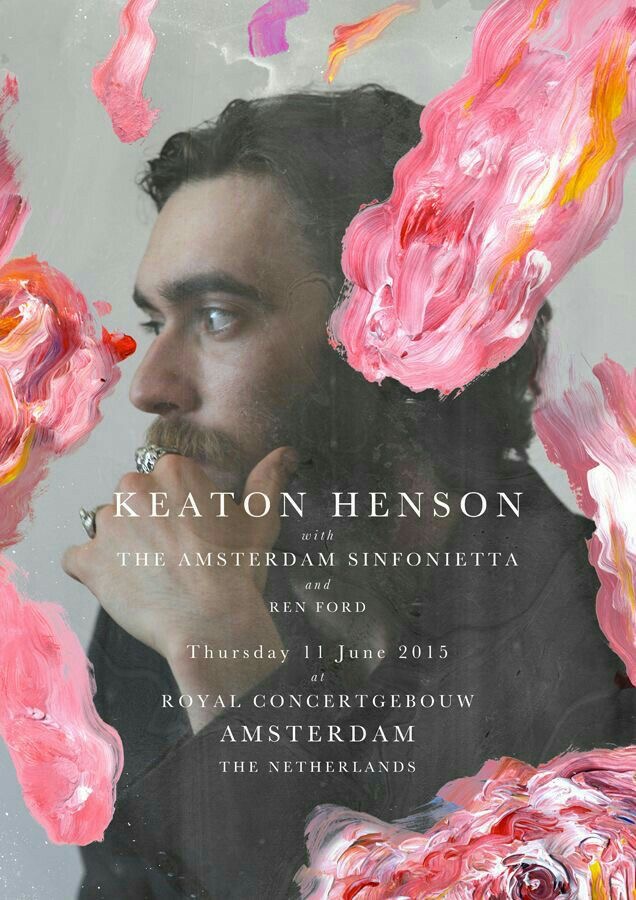 KEATON HENSON
with
THE AMSTERDAM SINFONIETTA
and
REN FORD
Thursday 11 June 2015
at
ROYAL CONCERTGEBOUW
AMSTERDAM
THE NETHERLANDS